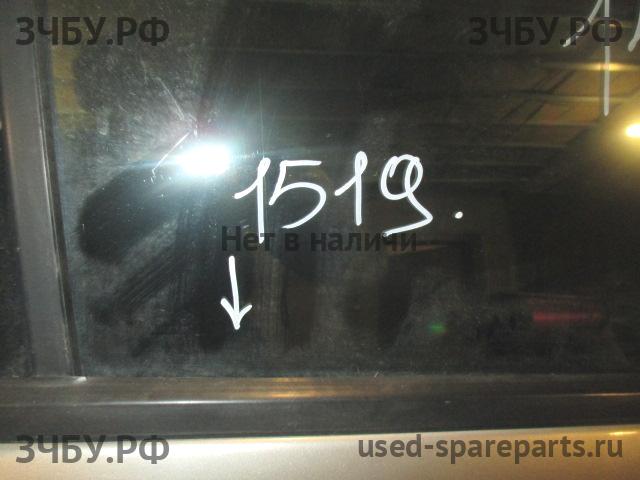 ЗЧБУ.РФ ЗЧБУ.РФ
1519.
Нет в наличи
ЗЧБУ.РФ used-spareparts.ru